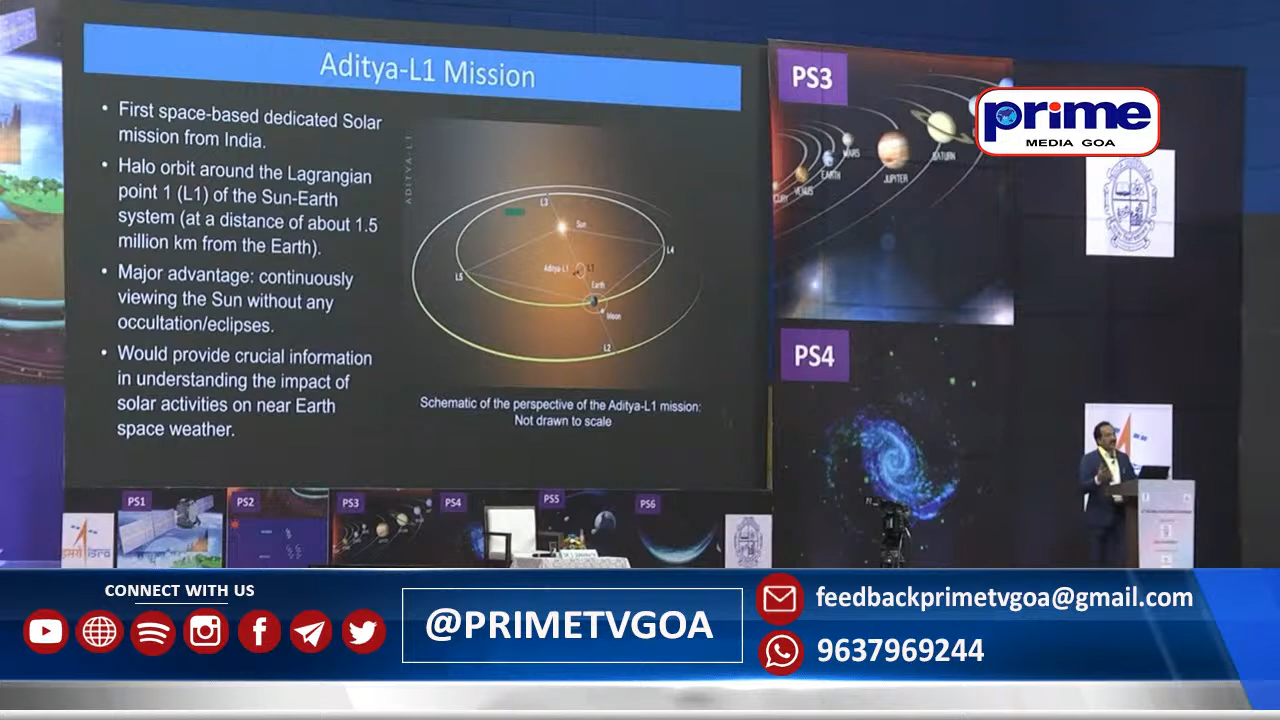 Aditya-L1 Mission
• First space-based dedicated Solar
mission from India.
• Halo orbit around the Lagrangian
point 1 (L1) of the Sun-Earth
system (at a distance of about 1.5
million km from the Earth).
• Major advantage: continuously
viewing the Sun without any
occultation/eclipses.
• Would provide crucial information
in understanding the impact of
solar activities on near Earth
space weather.
ADITYA-L1
L3
Sun
L4
Aditya-L1
L1
L5
Earth
Moon
L2
Schematic of the perspective of the Aditya-L1 mission:
Not drawn to scale
PS3
MARS
EARTH
VENUS
CURY
JUPITER
SATURN
prime
MEDIA GOA
PS4
PS1
PS2
PS3
PS4
PS5
PS6
इसरो isro
CONNECT WITH US
@PRIMETVGOA
feedbackprimetvgoa@gmail.com
9637969244